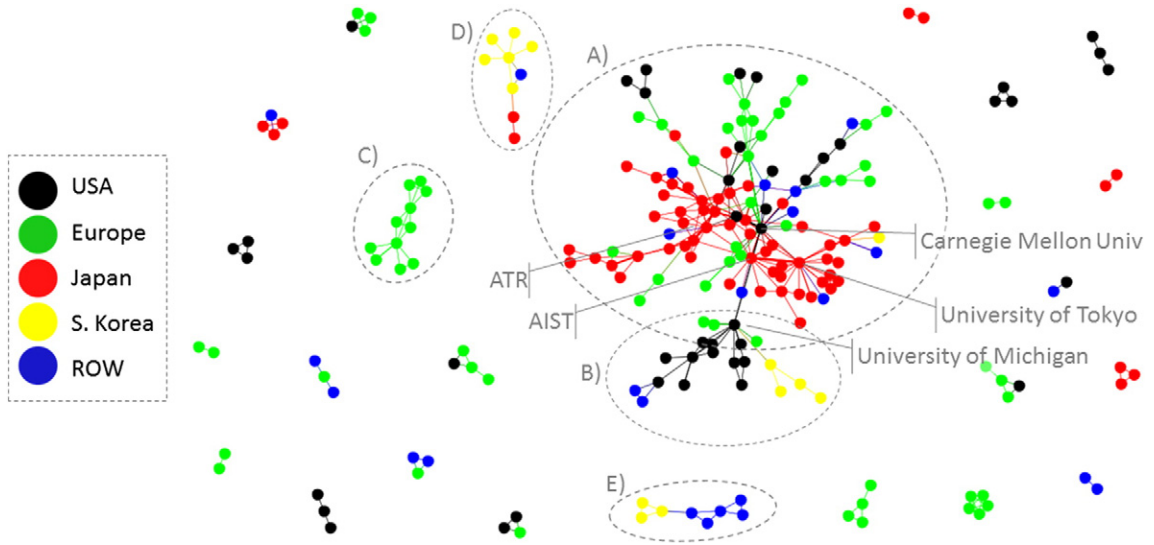 D)
A)
C)
USA
Europe
Japan
S. Korea
ROW
Carnegie Mellon Univ
ATR
AIST
University of Tokyo
University of Michigan
B)
E)